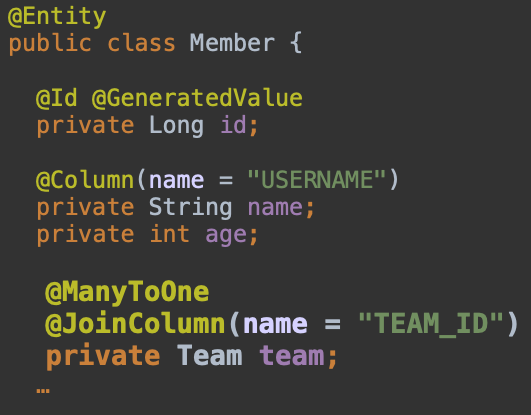 @Entity
public class Member {
@Id @GeneratedValue
private Long id;
@Column(name = "USERNAME")
private String name;
private int age;
@ManyToOne
@JoinColumn(name = "TEAM_ID")
private Team team;
…